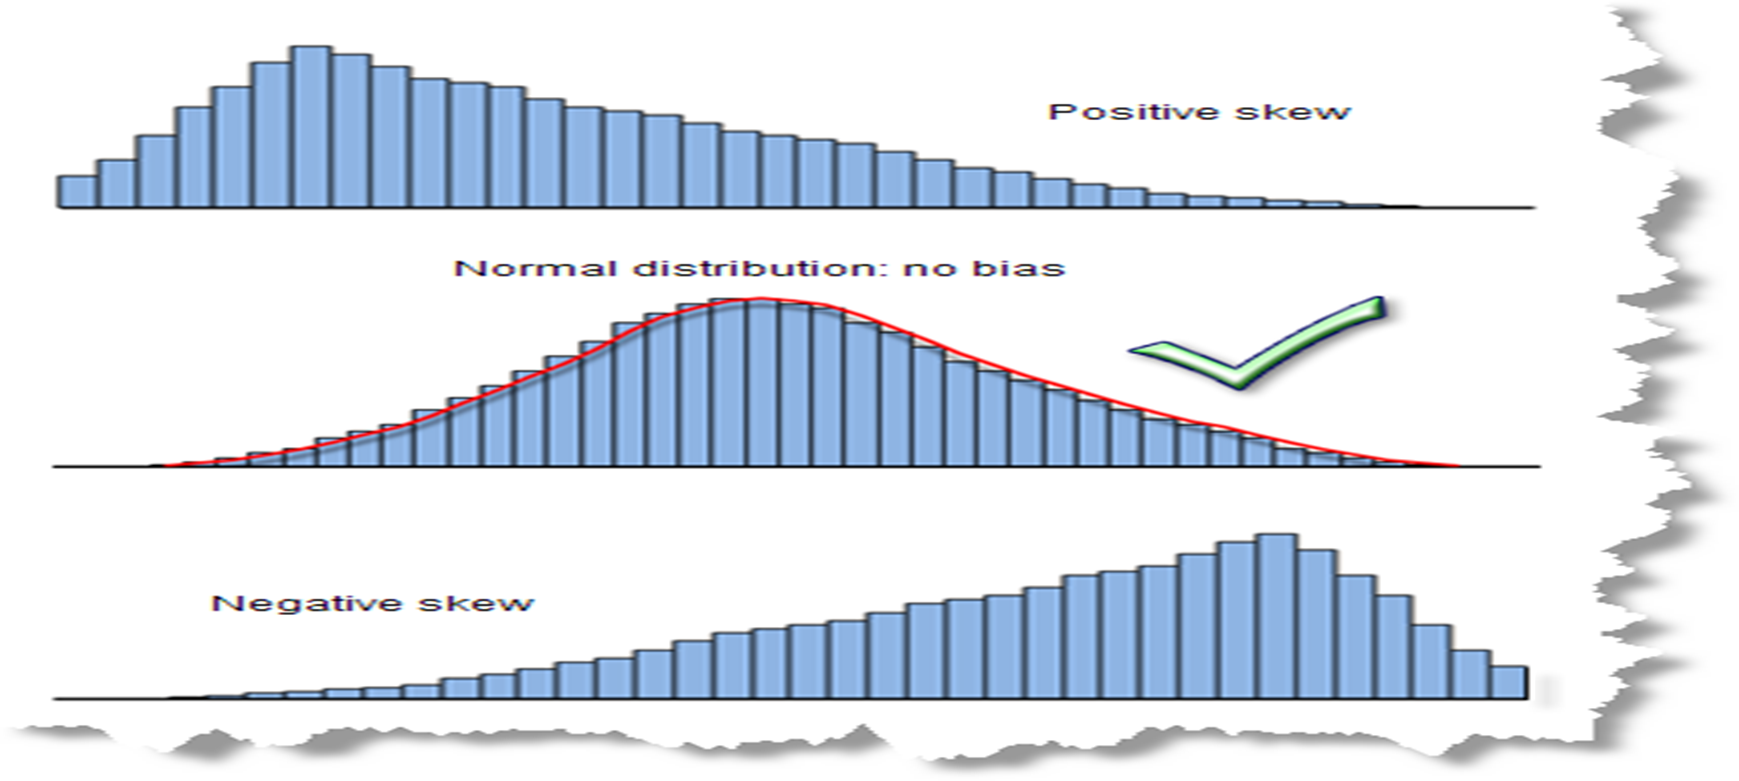 Positive skew
Normal distribution: no bias
Negative skew